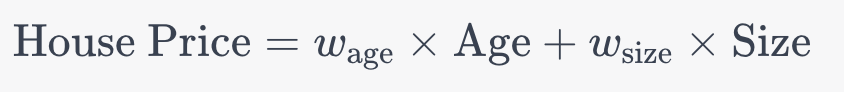 House Price = w_age × Age + w_size × Size